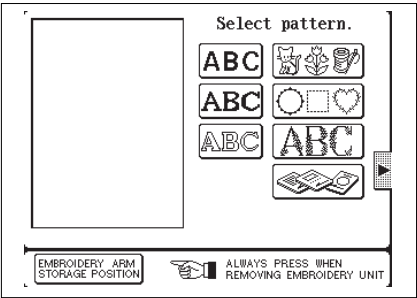 Select pattern.
ABC
ABC
ABC
ABC
EMBROIDERY ARM
STORAGE POSITION
ALWAYS PRESS WHEN
REMOVING EMBROIDERY UNIT